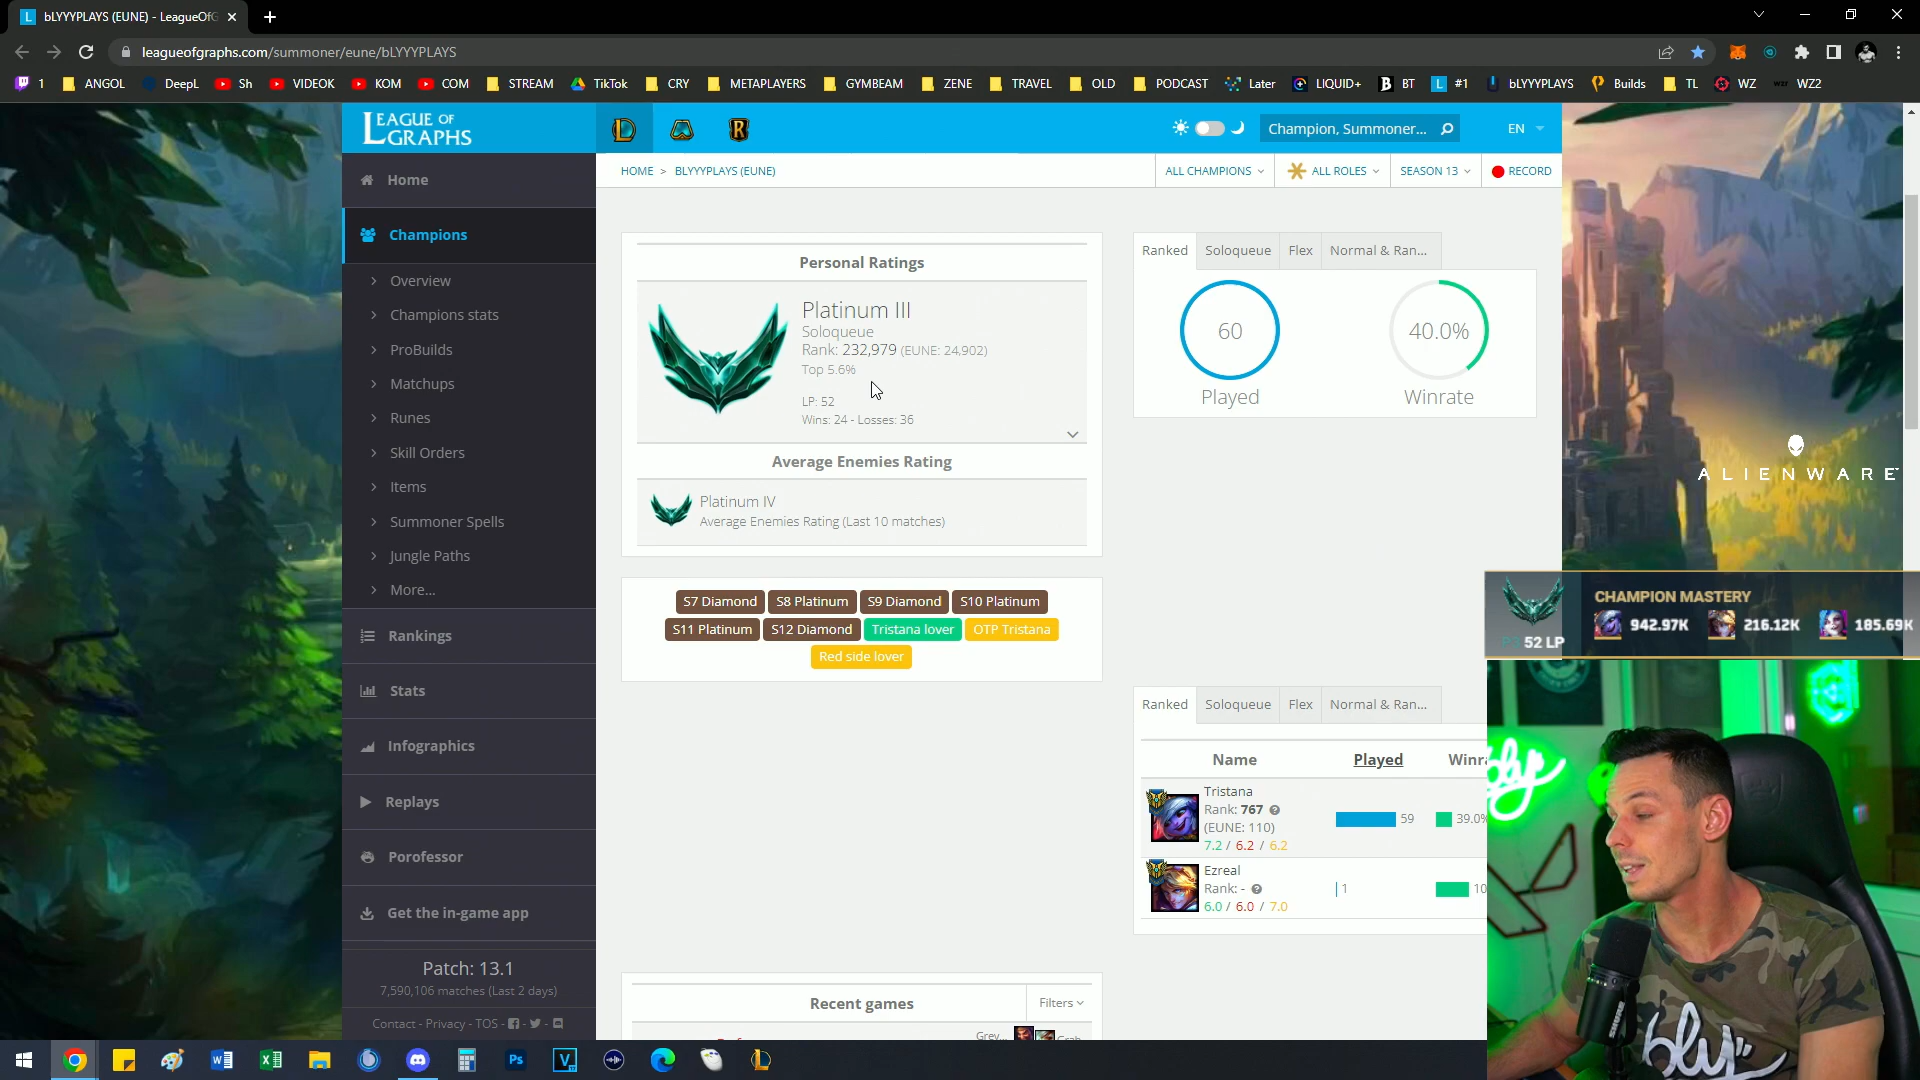 bLYYYPLAYS (EUNE) - LeagueOfG
leagueofgraphs.com/summoner/eune/bLYYYPLAYS
1 ANGOL DeepL Sh VIDEOK KOM COM STREAM TikTok CRY METAPLAYERS GYMBEAM ZENE TRAVEL OLD PODCAST Later LIQUID+ BT #1 bLYYYPLAYS Builds TL WZ WZ2
LEAGUE OF
GRAPHS
Champion, Summoner...
EN
HOME > BLYYYPLAYS (EUNE)
ALL CHAMPIONS
ALL ROLES
SEASON 13
RECORD
Home
Champions
Overview
Champions stats
ProBuilds
Matchups
Runes
Skill Orders
Items
Summoner Spells
Jungle Paths
More...
Rankings
Stats
Infographics
Replays
Porofessor
Get the in-game app
Patch: 13.1
7,590,106 matches (Last 2 days)
Contact - Privacy - TOS -
Personal Ratings
Platinum III
Soloqueue
Rank: 232,979 (EUNE: 24,902)
Top 5.6%
LP: 52
Wins: 24 - Losses: 36
Average Enemies Rating
Platinum IV
Average Enemies Rating (Last 10 matches)
S7 Diamond S8 Platinum S9 Diamond S10 Platinum
S11 Platinum S12 Diamond Tristana lover OTP Tristana
Red side lover
Recent games
Filters
Grev...
Ranked Soloqueue Flex Normal & Ran...
60 40.0%
Played Winrate
Ranked Soloqueue Flex Normal & Ran...
Name Played Winr
Tristana
Rank: 767
(EUNE: 110)
7.2 / 6.2 / 6.2
59 39.0%
Ezreal
Rank: -
6.0 / 6.0 / 7.0
1 10
ALIENWARE
CHAMPION MASTERY
942.97K 216.12K 185.69K
52 LP
bly
SHURE
bly